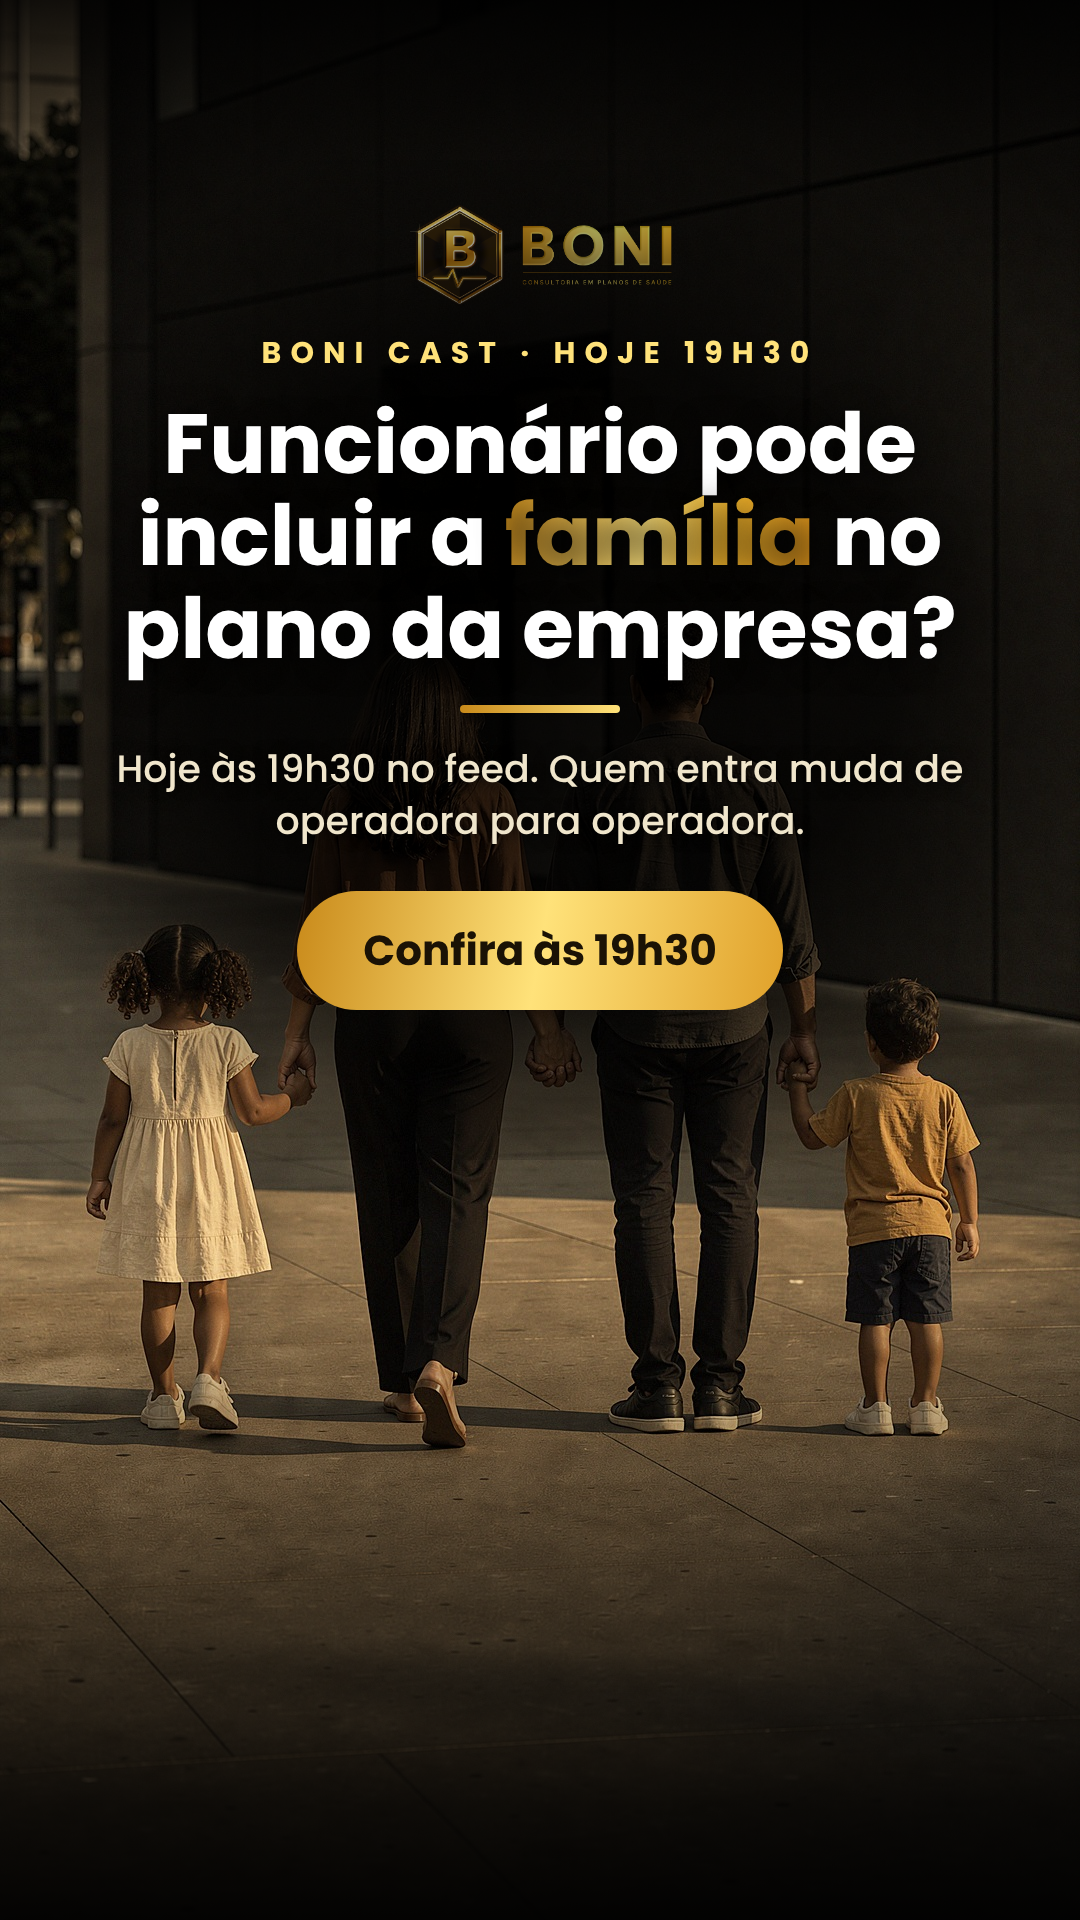 B BONI
CONSULTORIA EM PLANOS DE SAÚDE
BONI CAST · HOJE 19H30
Funcionário pode
incluir a família no
plano da empresa?
Hoje às 19h30 no feed. Quem entra muda de
operadora para operadora.
Confira às 19h30